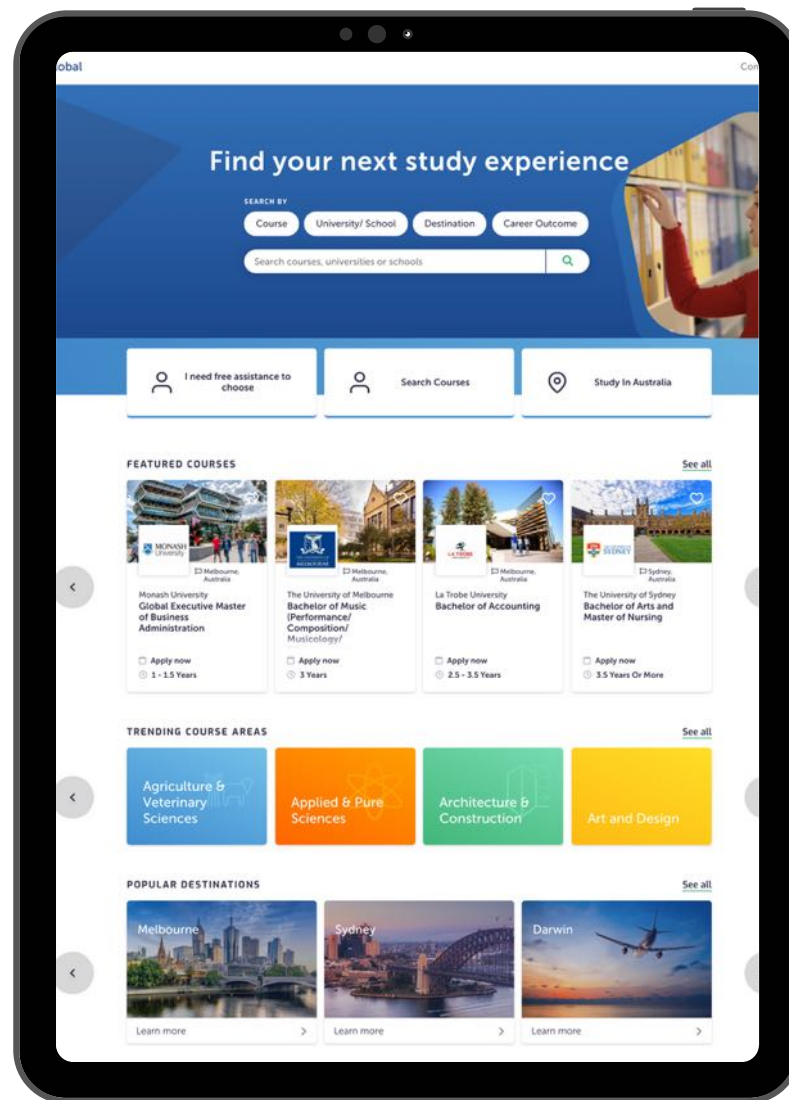 obal
Con
Find your next study experience
SEARCH BY
Course
University/ School
Destination
Career Outcome
Search courses, universities or schools
I need free assistance to
choose
Search Courses
Study In Australia
FEATURED COURSES
See all
MONASH
University
Melbourne,
Australia
Monash University
Global Executive Master
of Business
Administration
Apply now
1 - 1.5 Years
MELBOURNE
Melbourne,
Australia
The University of Melbourne
Bachelor of Music
(Performance/
Composition/
Musicology/
Apply now
3 Years
LA TROBE
Melbourne,
Australia
La Trobe University
Bachelor of Accounting
Apply now
2.5 - 3.5 Years
SYDNEY
Sydney,
Australia
The University of Sydney
Bachelor of Arts and
Master of Nursing
Apply now
3.5 Years Or More
TRENDING COURSE AREAS
See all
Agriculture &
Veterinary
Sciences
Applied & Pure
Sciences
Architecture &
Construction
Art and Design
POPULAR DESTINATIONS
See all
Melbourne
Learn more
Sydney
Learn more
Darwin
Learn more